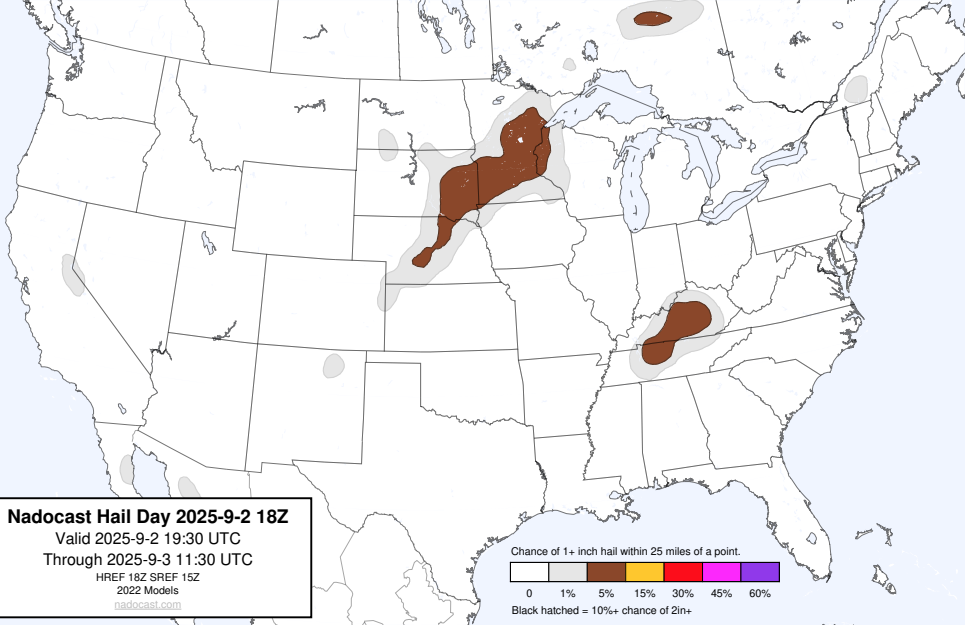 Nadocast Hail Day 2025-9-2 18Z
Valid 2025-9-2 19:30 UTC
Through 2025-9-3 11:30 UTC
HREF 18Z SREF 15Z
2022 Models
nadocast.com
Chance of 1+ inch hail within 25 miles of a point.
0 1% 5% 15% 30% 45% 60%
Black hatched = 10%+ chance of 2in+